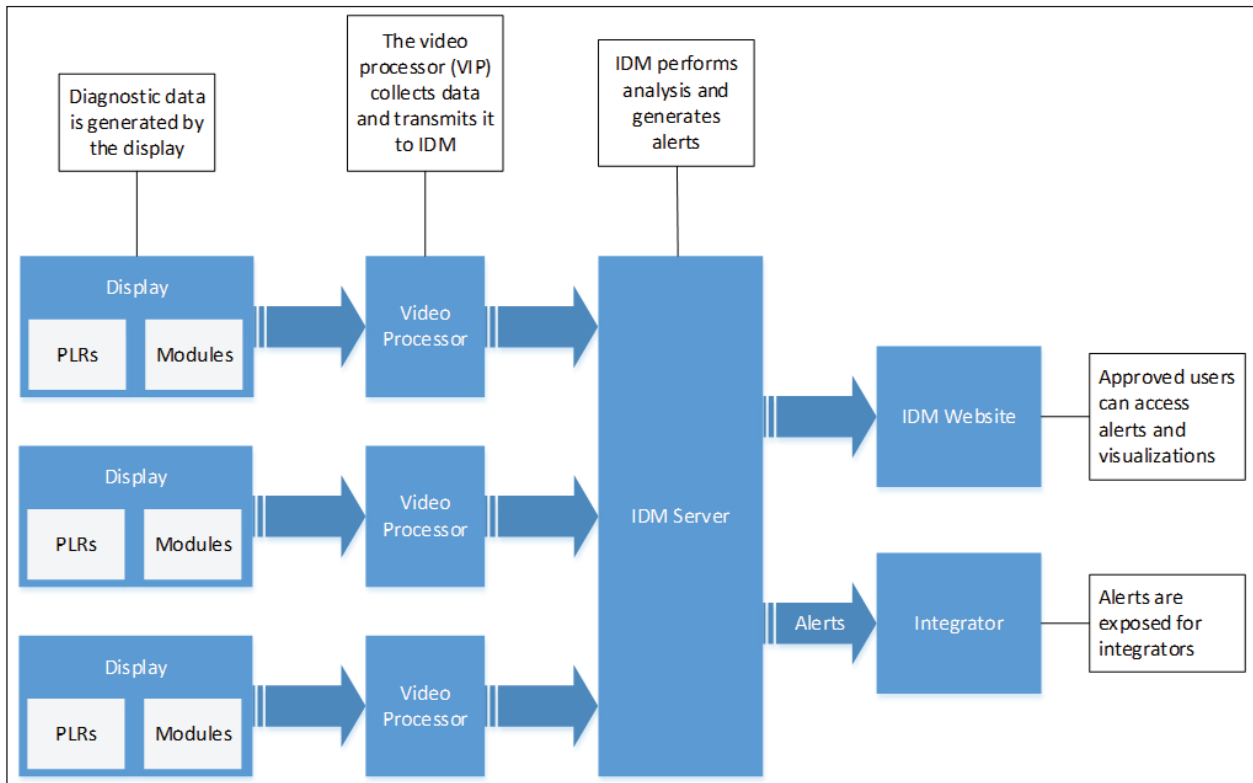 Diagnostic data
is generated by
the display
The video
processor (VIP)
collects data
and transmits it
to IDM
IDM performs
analysis and
generates
alerts
Display
PLRs
Modules
Video
Processor
Display
PLRs
Modules
Video
Processor
Display
PLRs
Modules
Video
Processor
IDM Server
IDM Website
Approved users
can access
alerts and
visualizations
Alerts
Integrator
Alerts are
exposed for
integrators